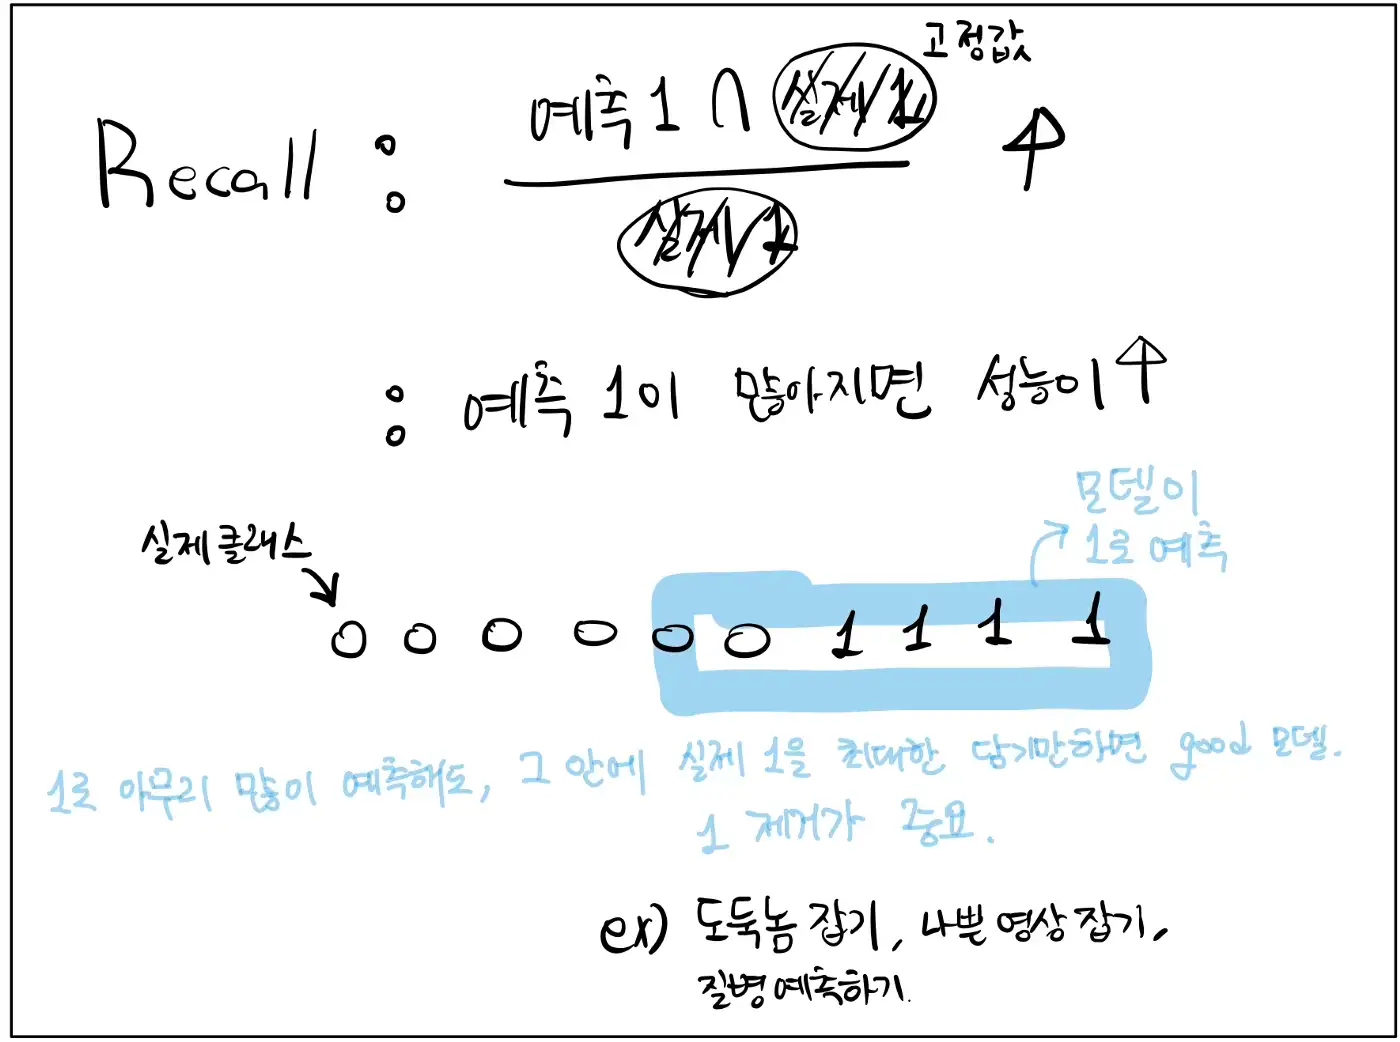 고정값
Recall : 예측 1 ∩ 실제 1
실제 1
: 예측 1이 많아지면 성능이 ↑
모델이
1로 예측
실제 클래스
0 0 0 0 0 0 1 1 1 1
1로 아무리 많이 예측해도, 그 안에 실제 1을 최대한 담기만하면 good 모델.
1 제거가 중요.
ex) 도둑놈 잡기, 나쁜 영상 잡기,
질병 예측하기.